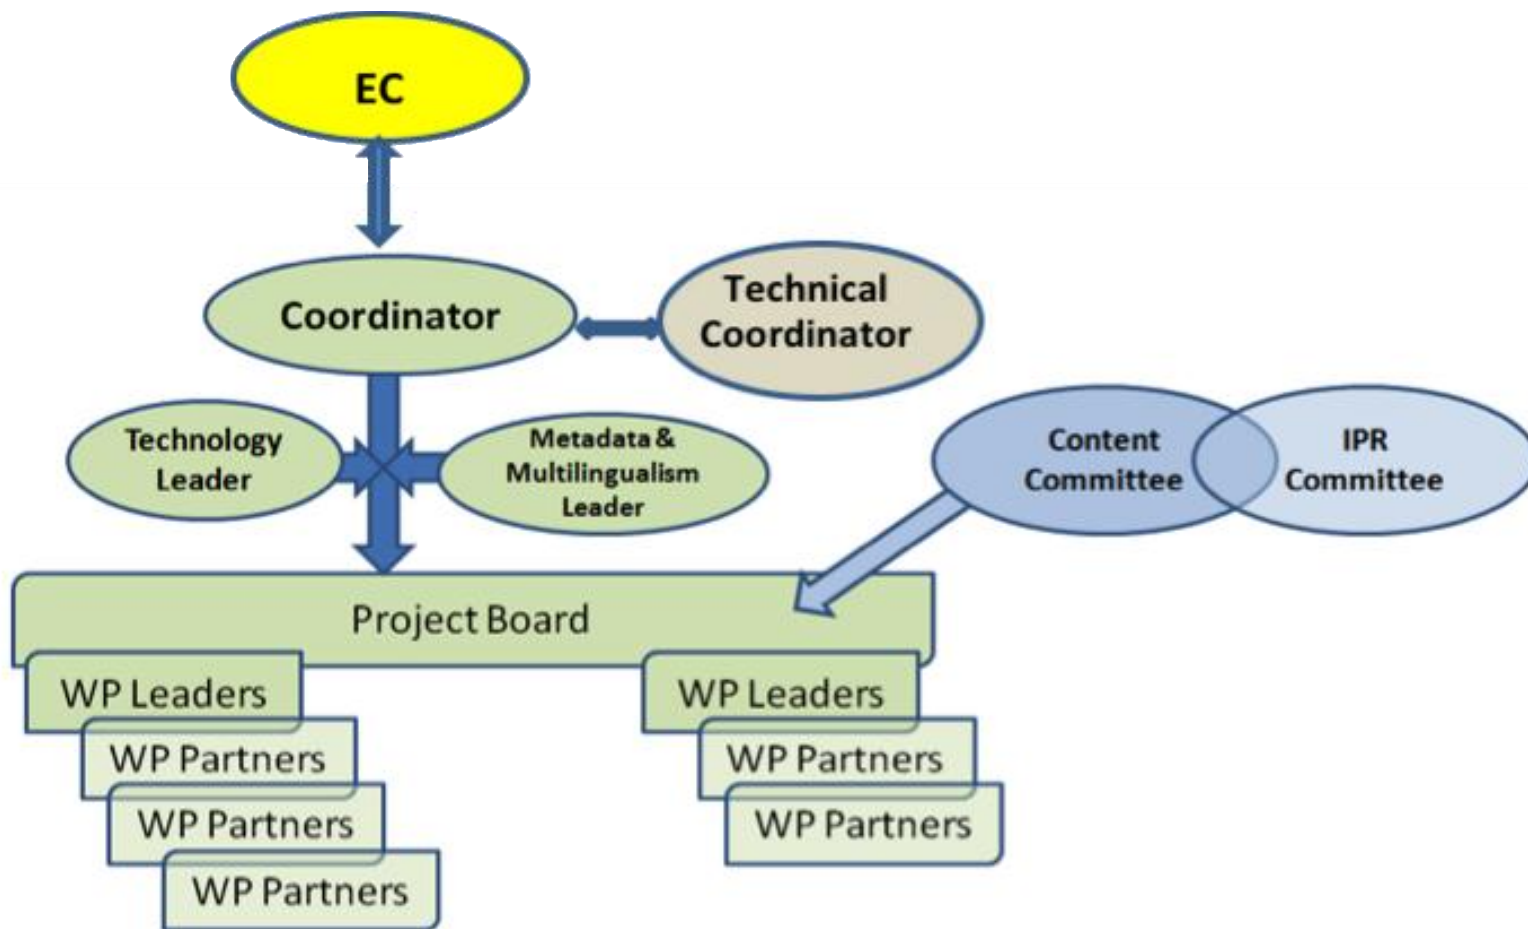 EC
Coordinator
Technical
Coordinator
Technology
Leader
Metadata &
Multilingualism
Leader
Content
Committee
IPR
Committee
Project Board
WP Leaders
WP Partners
WP Partners
WP Partners
WP Leaders
WP Partners
WP Partners